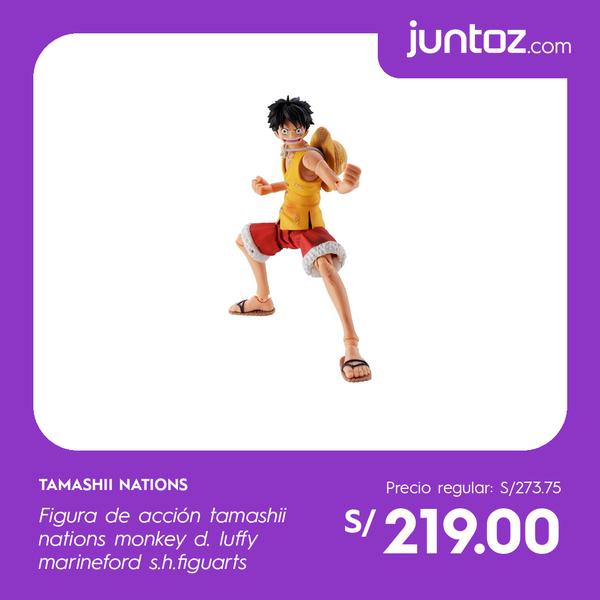 juntoz.com
TAMASHII NATIONS
Figura de acción tamashii
nations monkey d. luffy
marineford s.h.figuarts
Precio regular: S/273.75
S/219.00